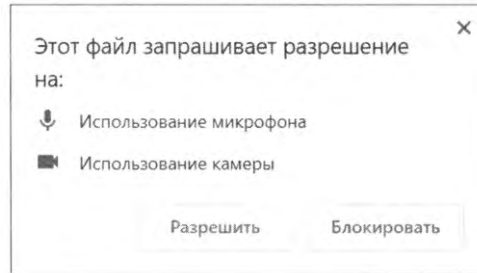 Этот файл запрашивает разрешение
на:
Использование микрофона
Использование камеры
Разрешить Блокировать